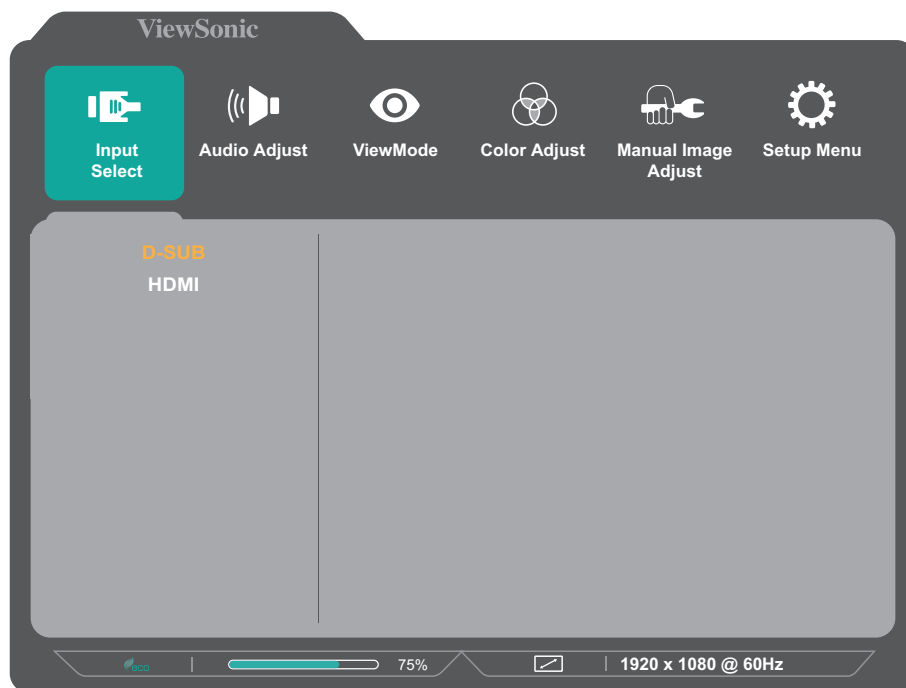 ViewSonic
Input
Select
Audio Adjust
ViewMode
Color Adjust
Manual Image
Adjust
Setup Menu
D-SUB
HDMI
eco
75%
1920 x 1080 @ 60Hz